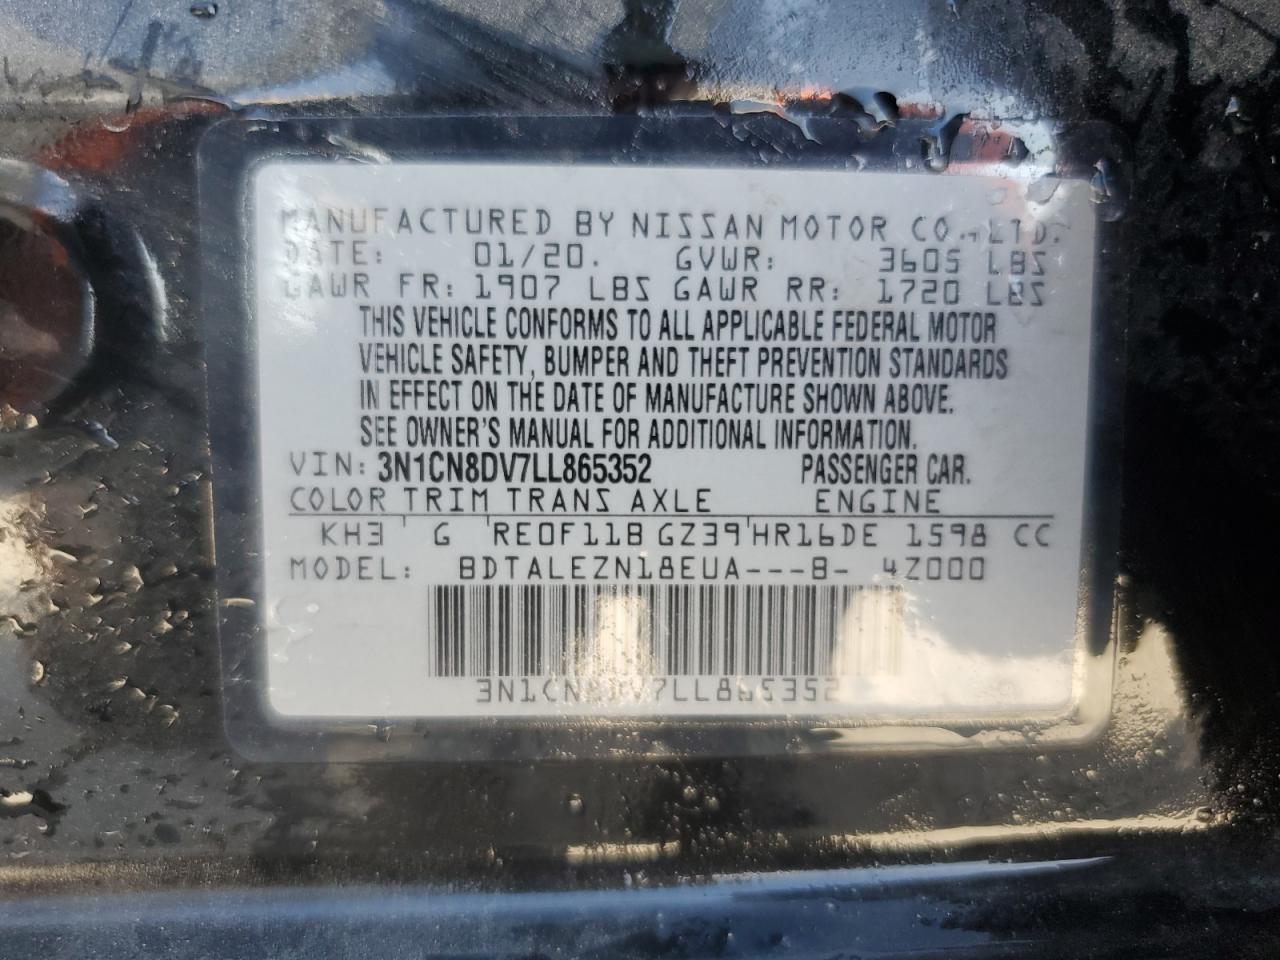 MANUFACTURED BY NISSAN MOTOR CO., LTD.
DATE: 01/20. GVWR: 3605 LBS
GAWR FR: 1907 LBS GAWR RR: 1720 LBS
THIS VEHICLE CONFORMS TO ALL APPLICABLE FEDERAL MOTOR
VEHICLE SAFETY, BUMPER AND THEFT PREVENTION STANDARDS
IN EFFECT ON THE DATE OF MANUFACTURE SHOWN ABOVE.
SEE OWNER'S MANUAL FOR ADDITIONAL INFORMATION.
VIN: 3N1CN8DV7LL865352 PASSENGER CAR.
COLOR TRIM TRANS AXLE ENGINE
KH3 ' G 'RE0F11B GZ39'HR16DE 1598 CC
MODEL: BDTALEZN18EUA---B- 4Z000
3N1CN8DV7LL865352